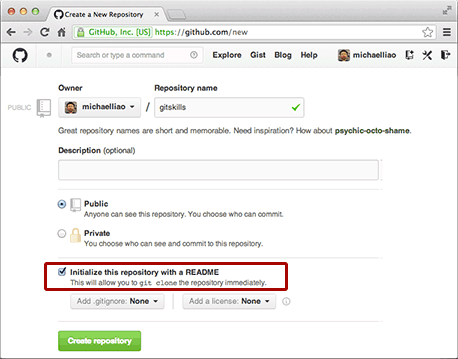 Create a New Repository
GitHub, Inc. [US] https://github.com/new
Search or type a command
Explore Gist Blog Help
michaelliao
Owner
Repository name
PUBLIC
michaelliao / gitskills
Great repository names are short and memorable. Need inspiration? How about psychic-octo-shame.
Description (optional)
Public
Anyone can see this repository. You choose who can commit.
Private
You choose who can see and commit to this repository.
Initialize this repository with a README
This will allow you to git clone the repository immediately.
Add .gitignore: None
Add a license: None
Create repository